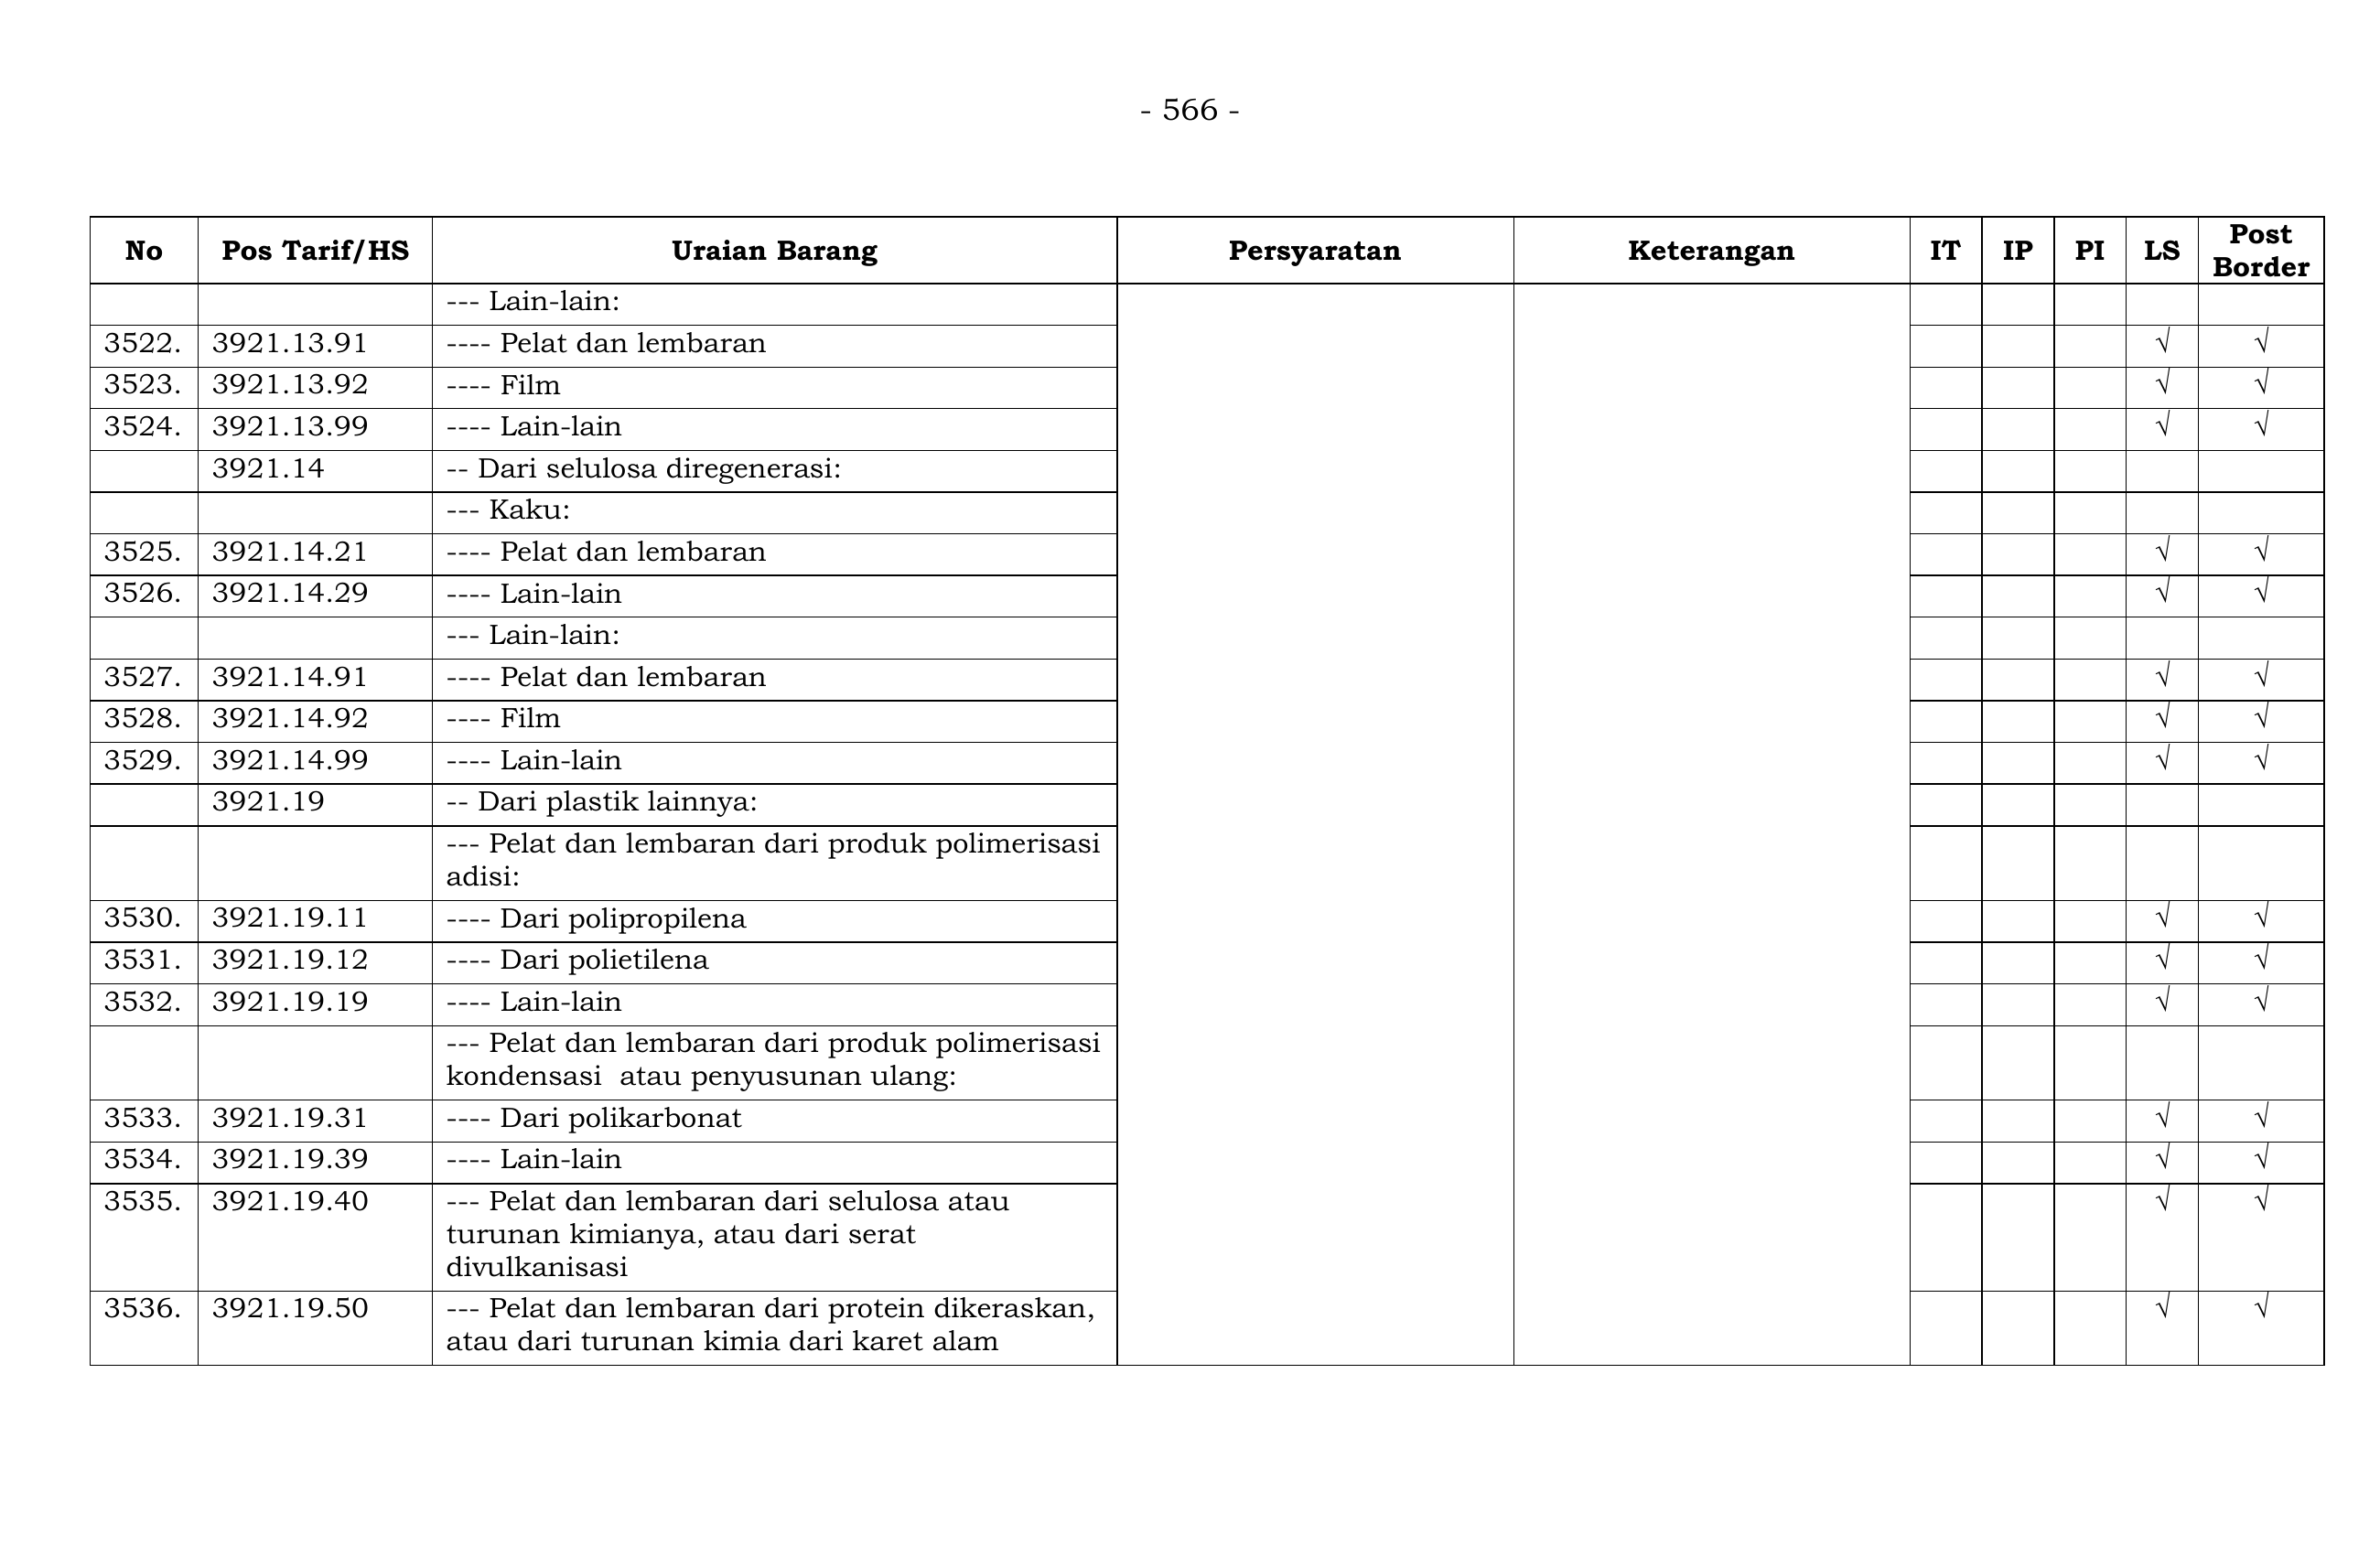 - 566 -
No Pos Tarif/HS Uraian Barang Persyaratan Keterangan IT IP PI LS Post Border
--- Lain-lain:
3522. 3921.13.91 ---- Pelat dan lembaran √ √
3523. 3921.13.92 ---- Film √ √
3524. 3921.13.99 ---- Lain-lain √ √
3921.14 -- Dari selulosa diregenerasi:
--- Kaku:
3525. 3921.14.21 ---- Pelat dan lembaran √ √
3526. 3921.14.29 ---- Lain-lain √ √
--- Lain-lain:
3527. 3921.14.91 ---- Pelat dan lembaran √ √
3528. 3921.14.92 ---- Film √ √
3529. 3921.14.99 ---- Lain-lain √ √
3921.19 -- Dari plastik lainnya:
--- Pelat dan lembaran dari produk polimerisasi
adisi:
3530. 3921.19.11 ---- Dari polipropilena √ √
3531. 3921.19.12 ---- Dari polietilena √ √
3532. 3921.19.19 ---- Lain-lain √ √
--- Pelat dan lembaran dari produk polimerisasi
kondensasi atau penyusunan ulang:
3533. 3921.19.31 ---- Dari polikarbonat √ √
3534. 3921.19.39 ---- Lain-lain √ √
3535. 3921.19.40 --- Pelat dan lembaran dari selulosa atau √ √
turunan kimianya, atau dari serat
divulkanisasi
3536. 3921.19.50 --- Pelat dan lembaran dari protein dikeraskan, √ √
atau dari turunan kimia dari karet alam